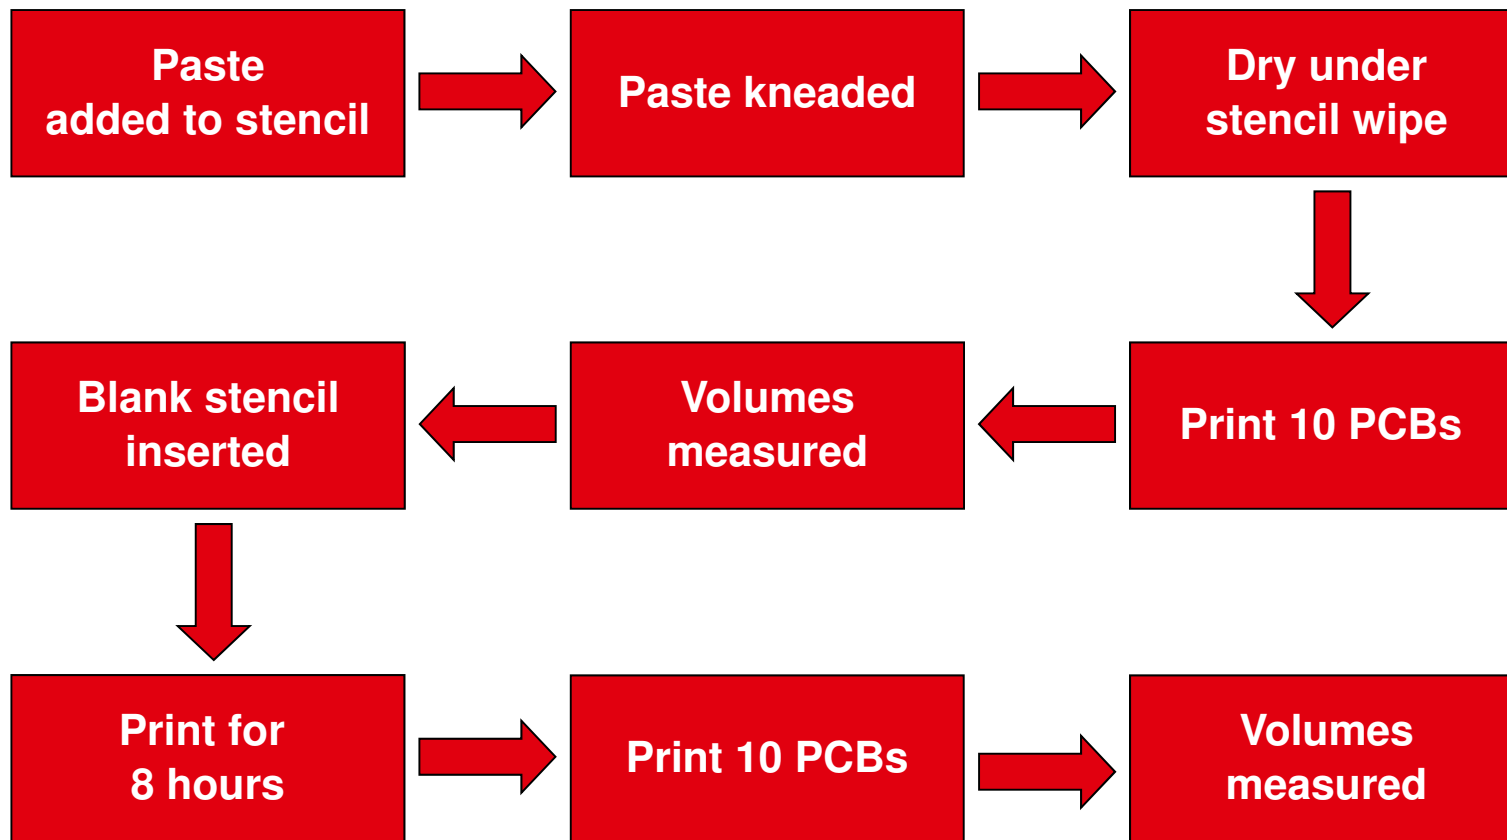 Paste
added to stencil
Paste kneaded
Dry under
stencil wipe
Print 10 PCBs
Volumes
measured
Blank stencil
inserted
Print for
8 hours
Print 10 PCBs
Volumes
measured